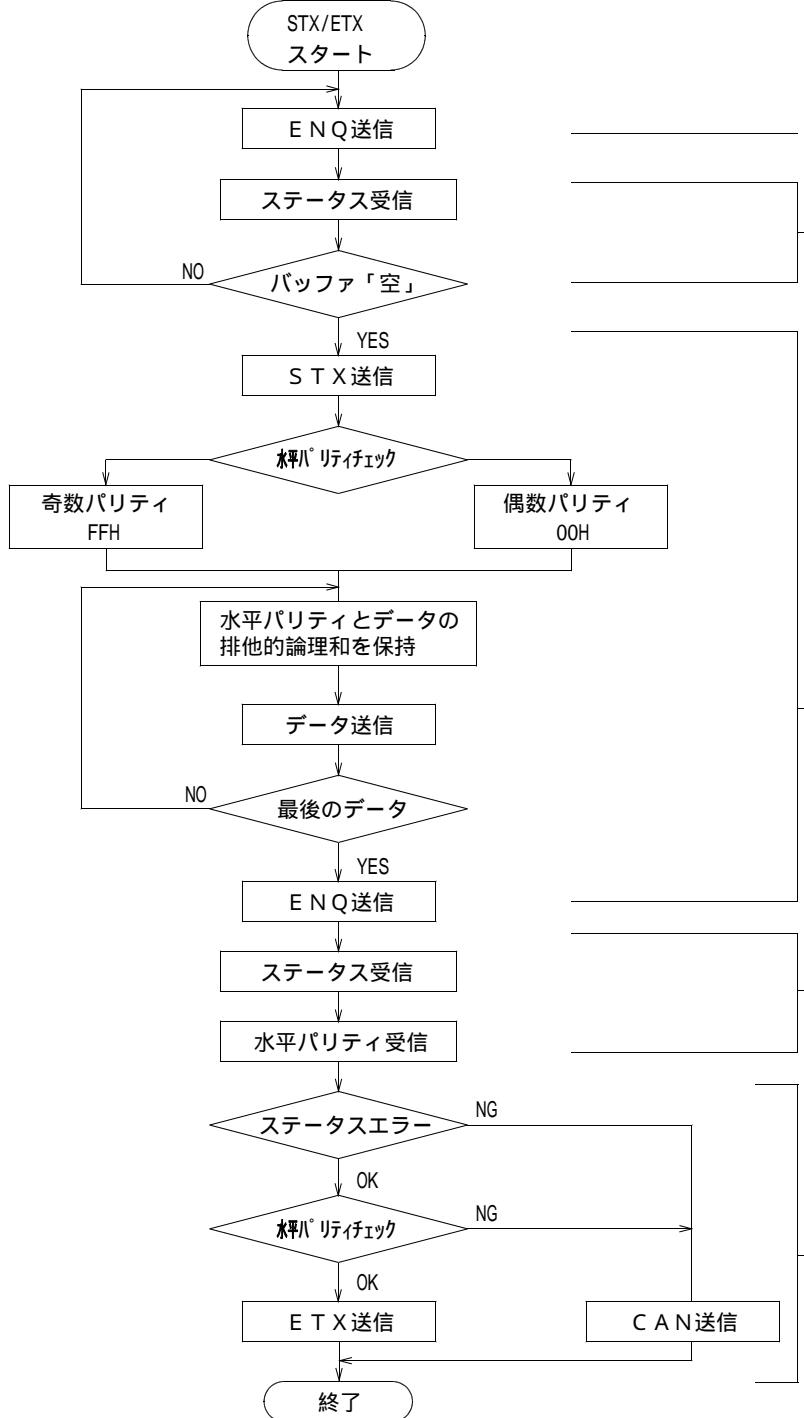 STX/ETX
スタート
ＥＮＱ送信
ステータス受信
バッファ「空」
NO
YES
ＳＴＸ送信
水平ﾊﾟﾘﾃｨﾁｪｯｸ
奇数パリティ
FFH
偶数パリティ
00H
水平パリティとデータの
排他的論理和を保持
データ送信
最後のデータ
NO
YES
ＥＮＱ送信
ステータス受信
水平パリティ受信
ステータスエラー
NG
OK
水平ﾊﾟﾘﾃｨﾁｪｯｸ
NG
OK
ＥＴＸ送信
ＣＡＮ送信
終了